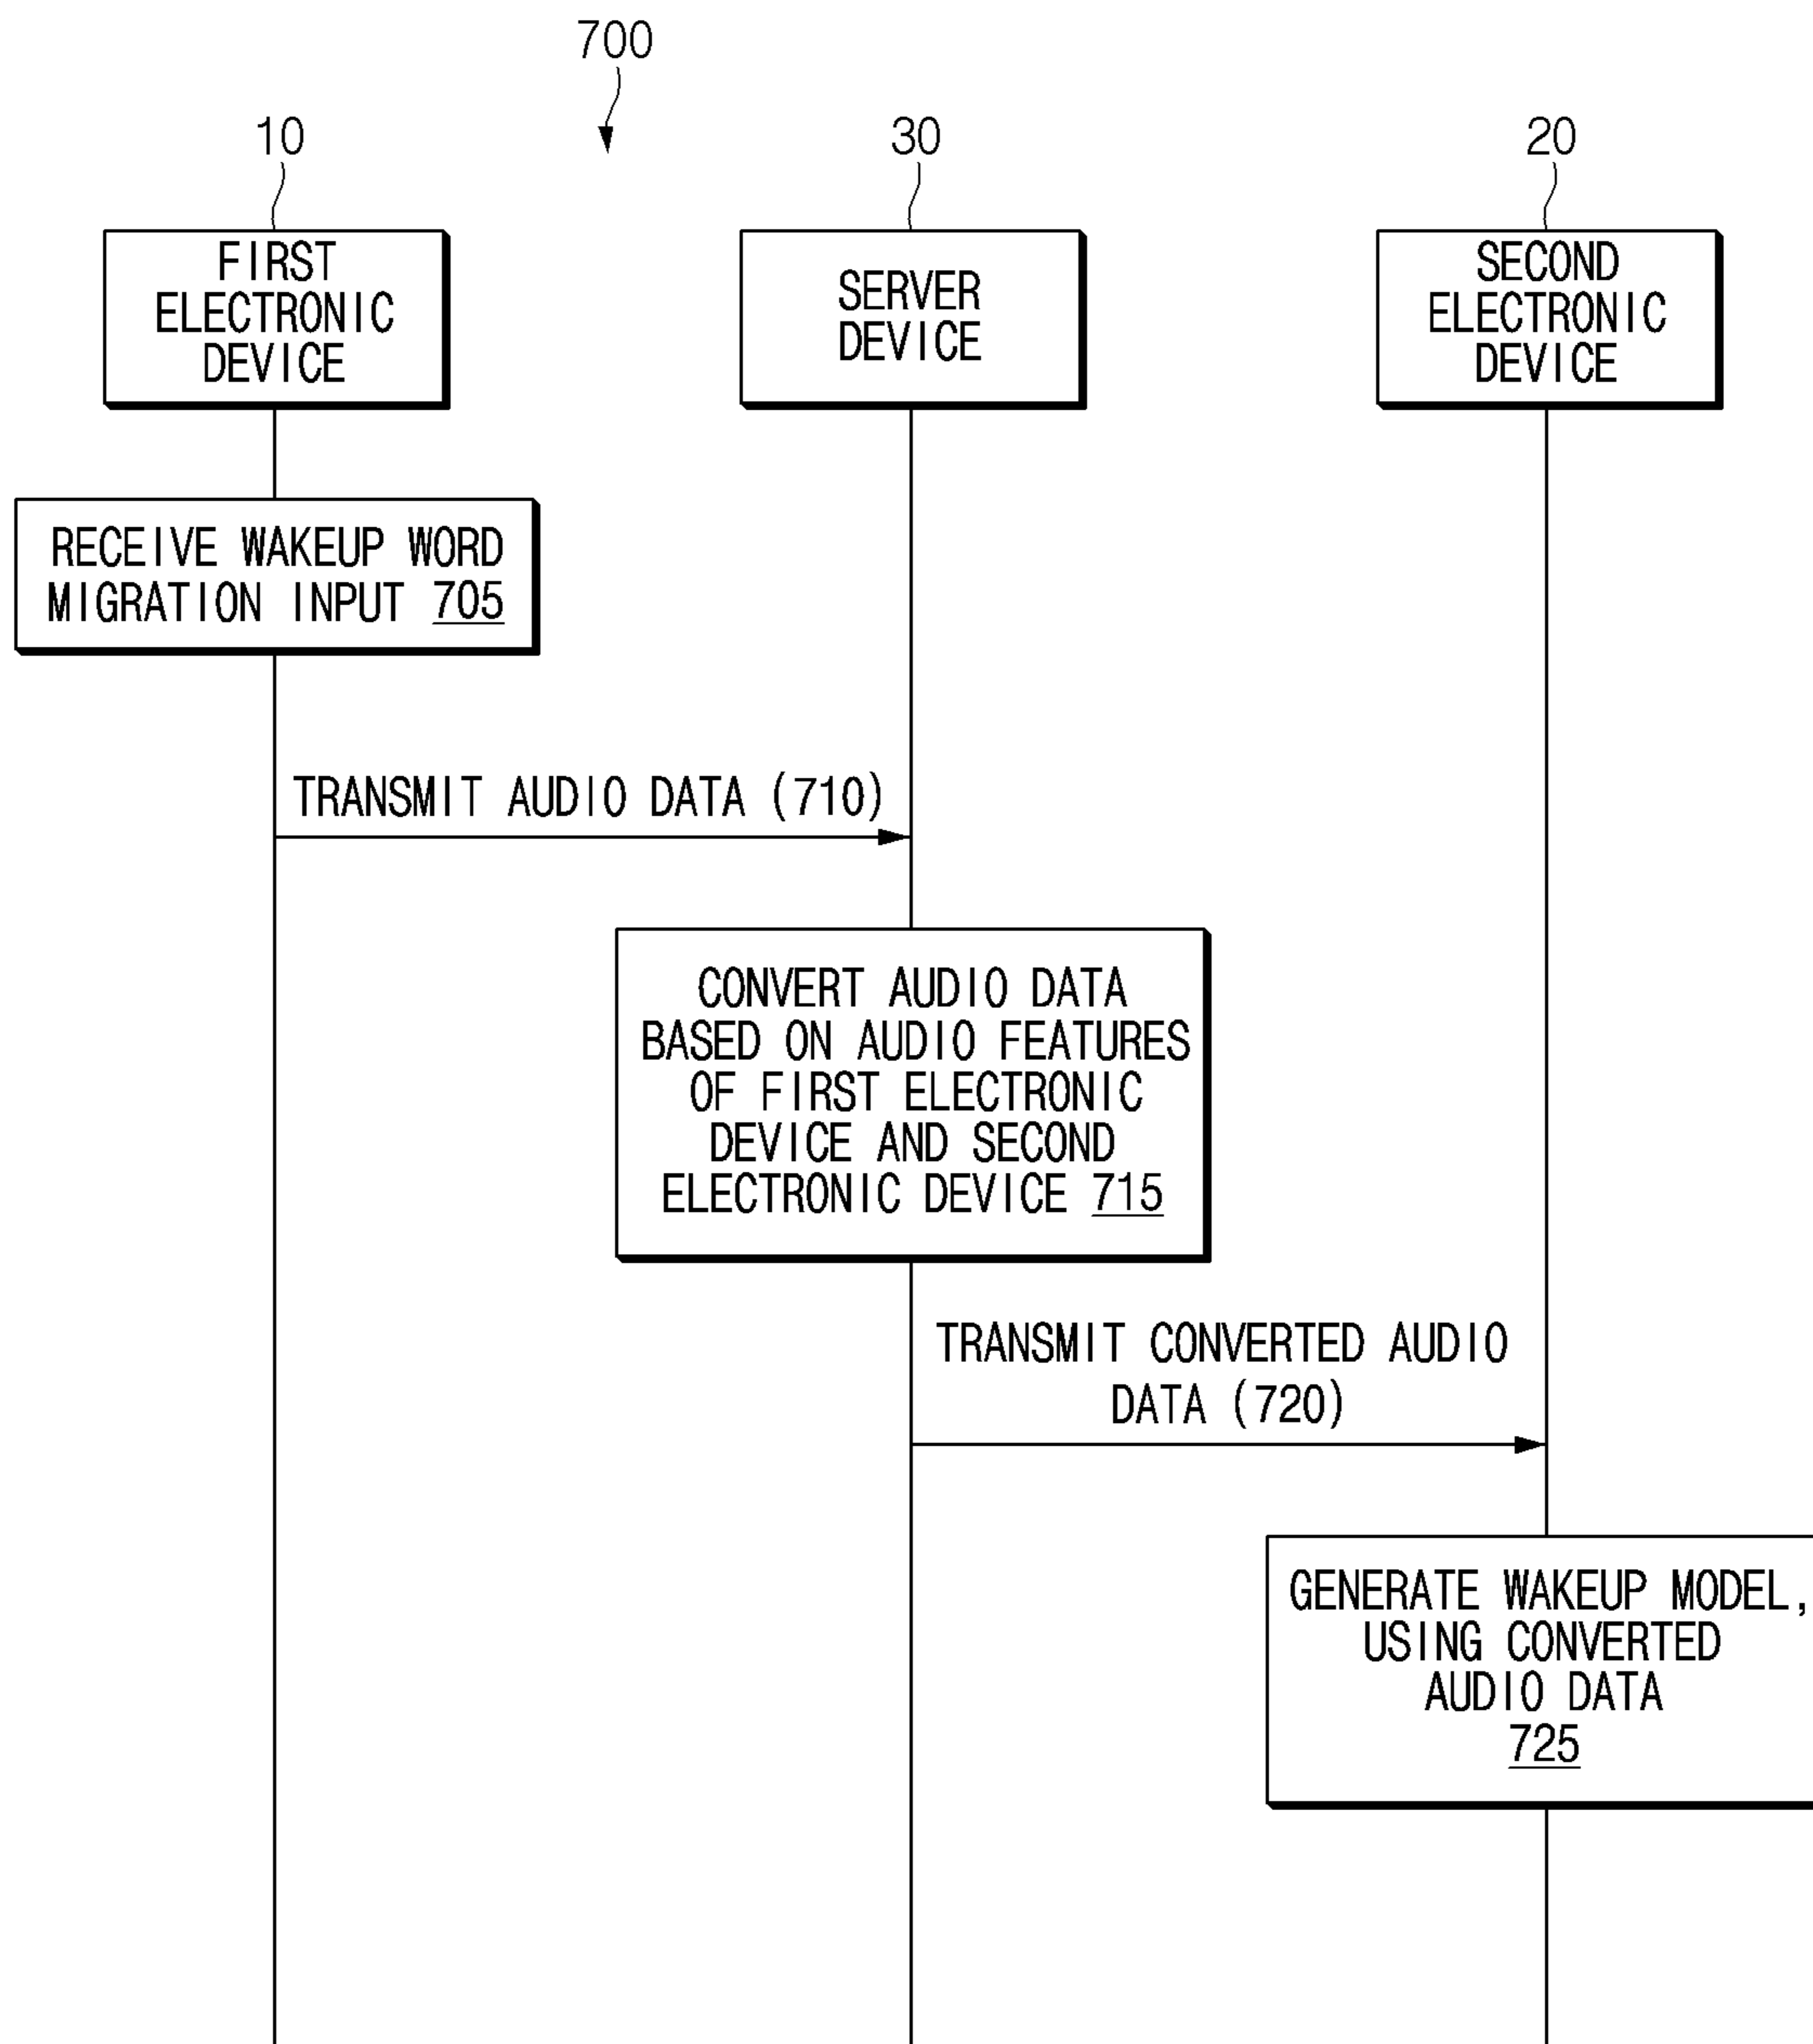 700
10
30
20
FIRST
ELECTRONIC
DEVICE
SERVER
DEVICE
SECOND
ELECTRONIC
DEVICE
RECEIVE WAKEUP WORD
MIGRATION INPUT 705
TRANSMIT AUDIO DATA (710)
CONVERT AUDIO DATA
BASED ON AUDIO FEATURES
OF FIRST ELECTRONIC
DEVICE AND SECOND
ELECTRONIC DEVICE 715
TRANSMIT CONVERTED AUDIO
DATA (720)
GENERATE WAKEUP MODEL,
USING CONVERTED
AUDIO DATA
725